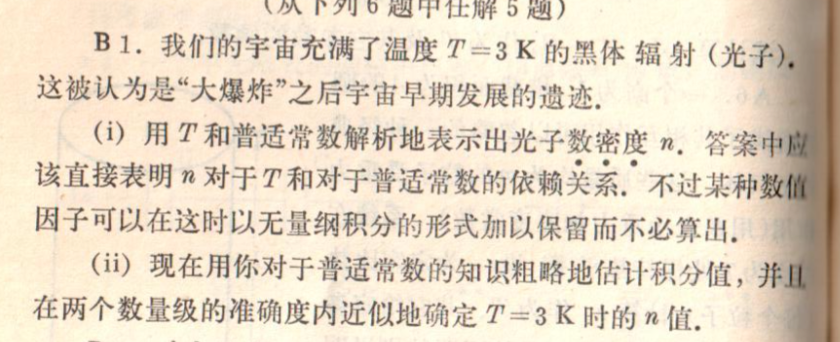 (从下列6题中任解5题)
B1. 我们的宇宙充满了温度 T=3 K 的黑体辐射(光子).
这被认为是“大爆炸”之后宇宙早期发展的遗迹.
(i) 用 T 和普适常数解析地表示出光子数密度 n. 答案中应
该直接表明 n 对于 T 和对于普适常数的依赖关系. 不过某种数值
因子可以在这时以无量纲积分的形式加以保留而不必算出.
(ii) 现在用你对于普适常数的知识粗略地估计积分值, 并且
在两个数量级的准确度内近似地确定 T=3 K 时的 n 值.